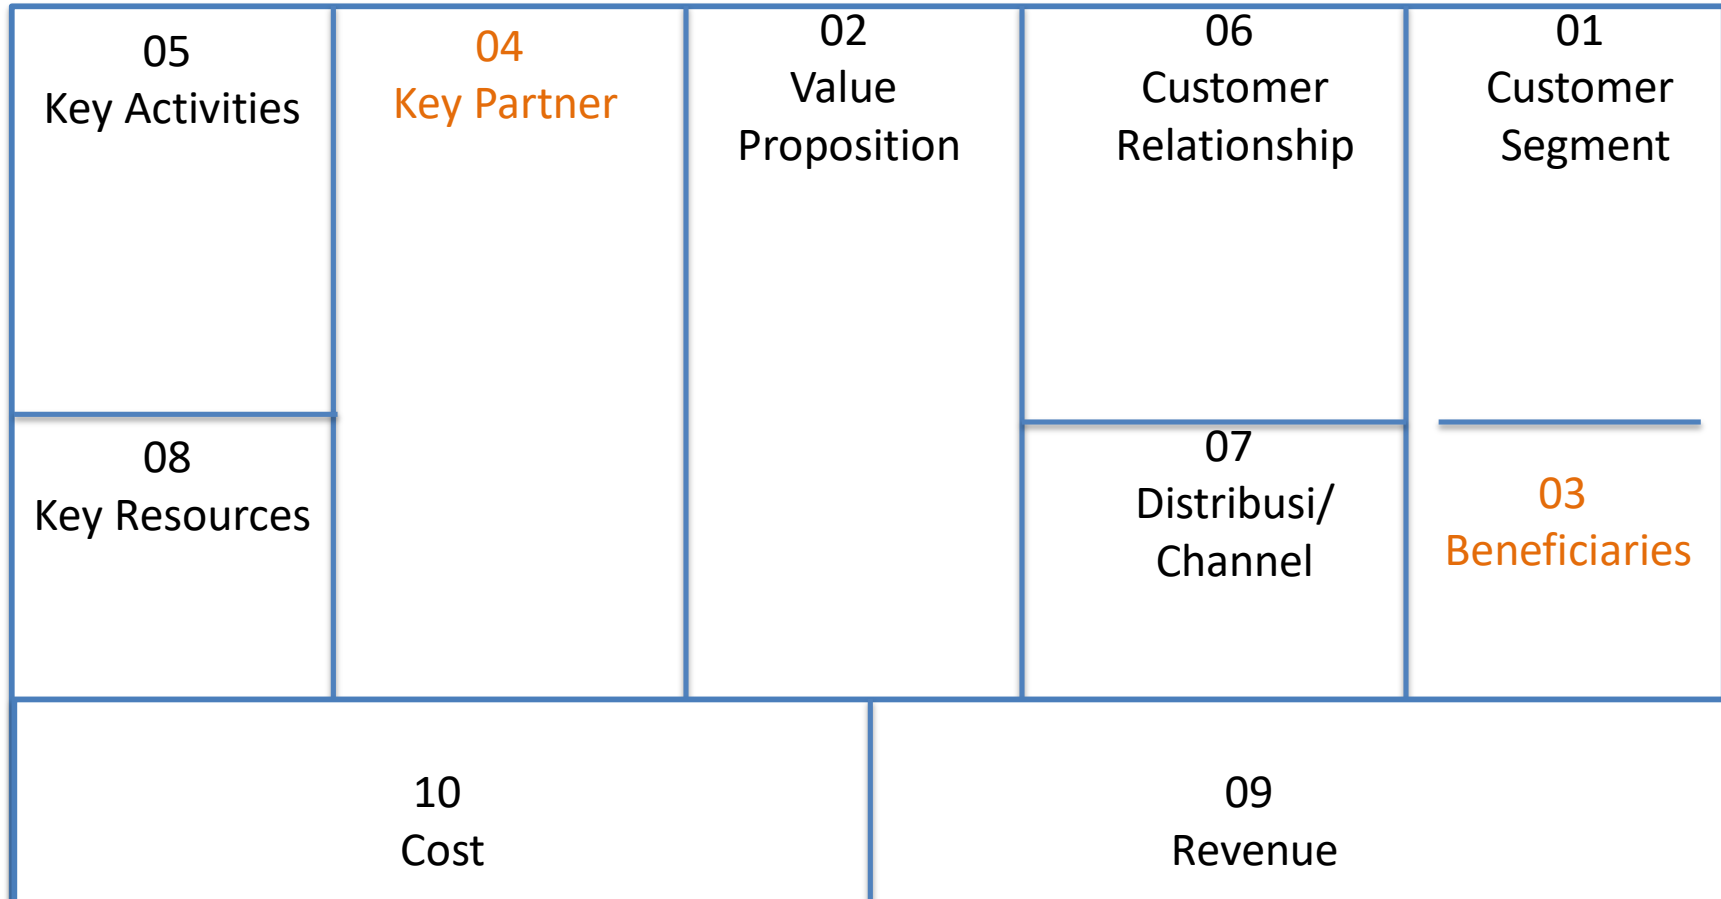 05
Key Activities
04
Key Partner
02
Value
Proposition
06
Customer
Relationship
01
Customer
Segment
08
Key Resources
07
Distribusi/
Channel
03
Beneficiaries
10
Cost
09
Revenue